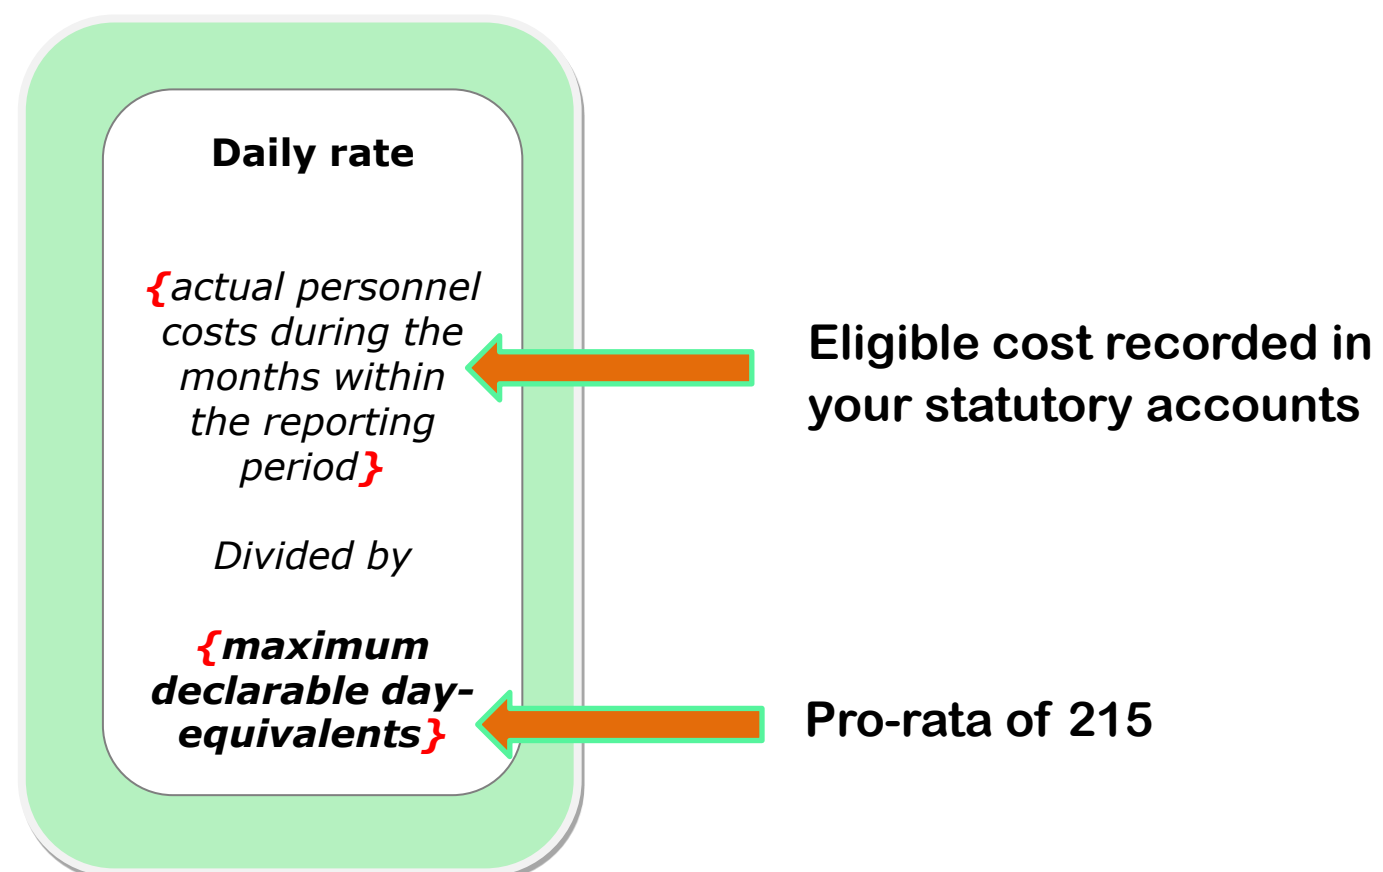 Daily rate
{actual personnel
costs during the
months within
the reporting
period}
Divided by
{maximum
declarable day-
equivalents}
Eligible cost recorded in
your statutory accounts
Pro-rata of 215